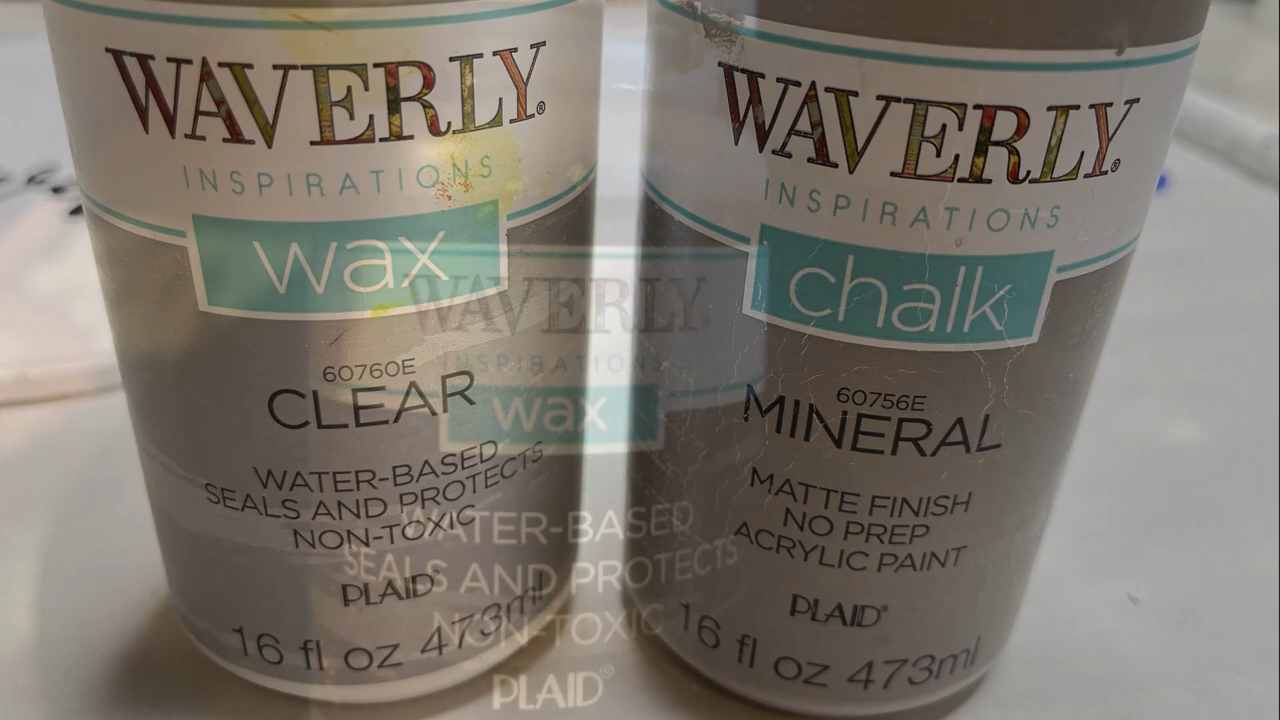 WAVERLY®
INSPIRATIONS
wax
60760E
CLEAR
WATER-BASED
SEALS AND PROTECTS
NON-TOXIC
PLAID®
16 fl oz 473ml
WAVERLY®
INSPIRATIONS
chalk
60756E
MINERAL
MATTE FINISH
NO PREP
ACRYLIC PAINT
PLAID®
16 fl oz 473ml
WAVERLY
INSPIRATIONS
wax
WATER-BASED
SEALS AND PROTECTS
NON-TOXIC
PLAID®